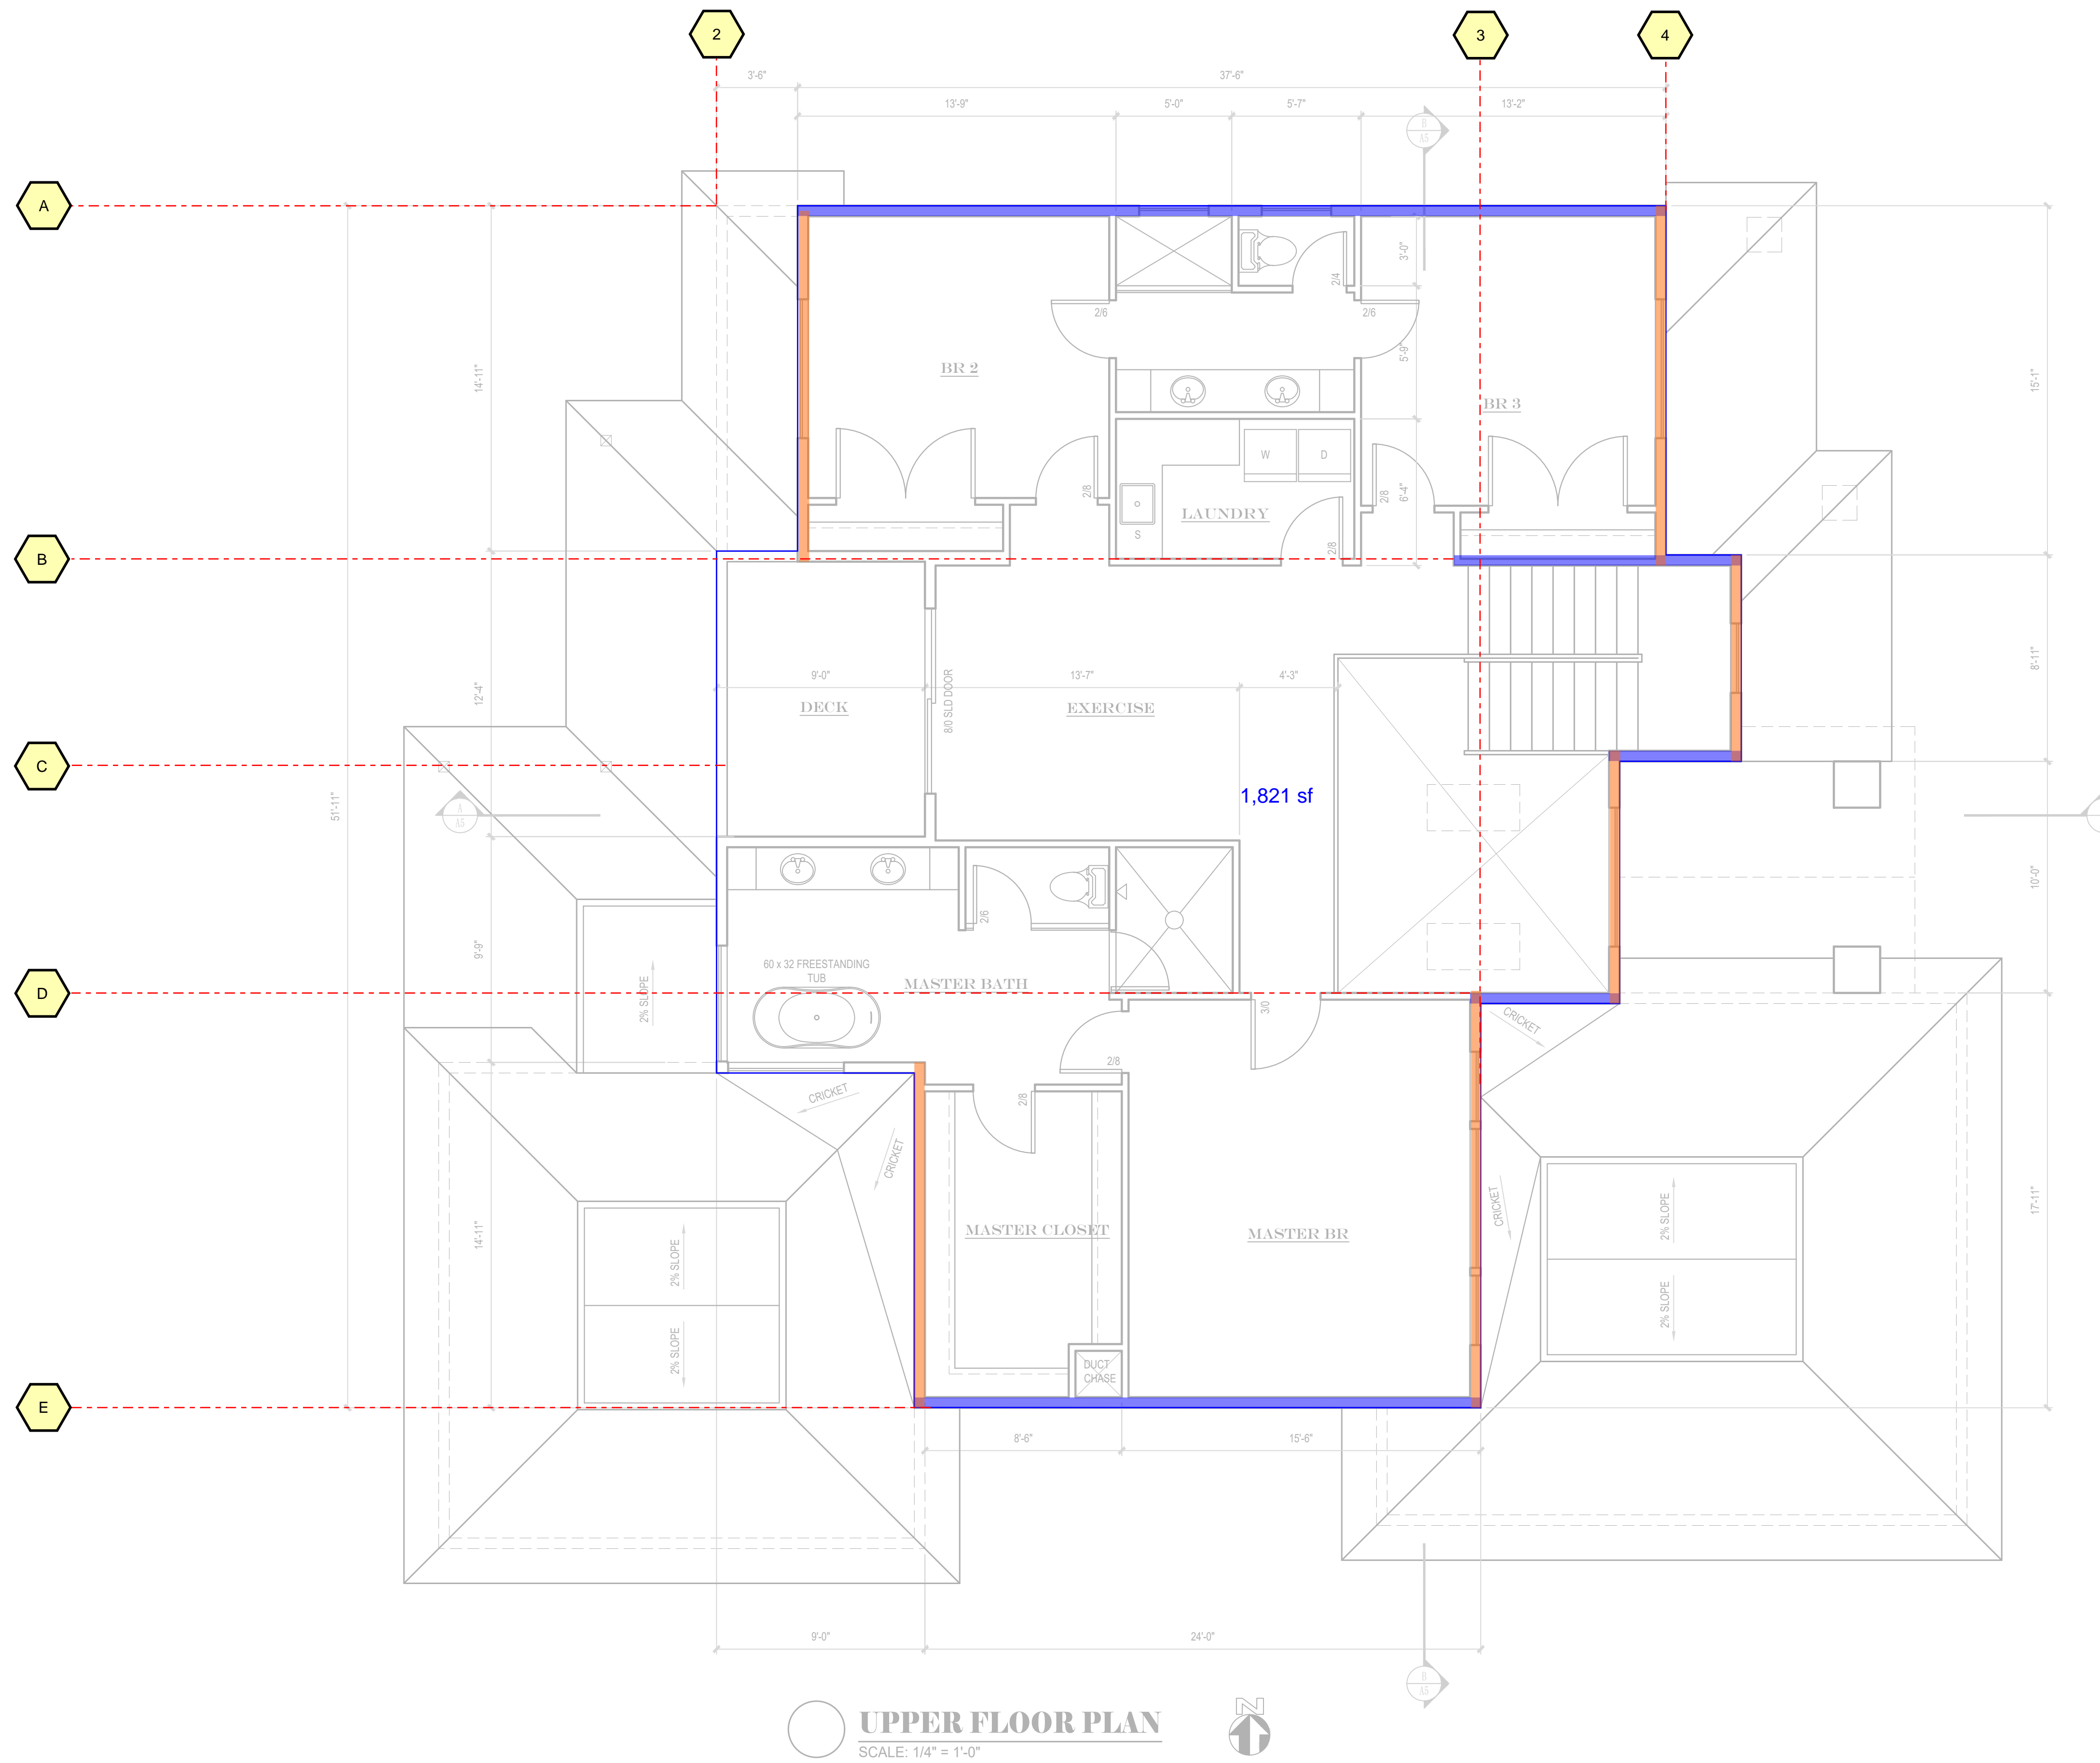 2
3
4
3'-6"
37'-6"
13'-9"
5'-0"
5'-7"
13'-2"
B
A5
A
3'-0"
2/4
2/6
2/6
5'-9"
BR 2
BR 3
14'-11"
15'-1"
W
D
2/8
2/8
6'-4"
LAUNDRY
S
2/8
B
8'-11"
9'-0"
13'-7"
4'-3"
12'-4"
DECK
8/0 SLD DOOR
EXERCISE
C
1,821 sf
51'-11"
A
A5
10'-0"
2/6
9'-9"
60 x 32 FREESTANDING
TUB
MASTER BATH
2% SLOPE
D
3/0
CRICKET
2/8
CRICKET
2/8
CRICKET
CRICKET
17'-11"
14'-11"
MASTER CLOSET
MASTER BR
2% SLOPE
2% SLOPE
2% SLOPE
2% SLOPE
DUCT
CHASE
E
8'-6"
15'-6"
9'-0"
24'-0"
B
A5
N
UPPER FLOOR PLAN
SCALE: 1/4" = 1'-0"